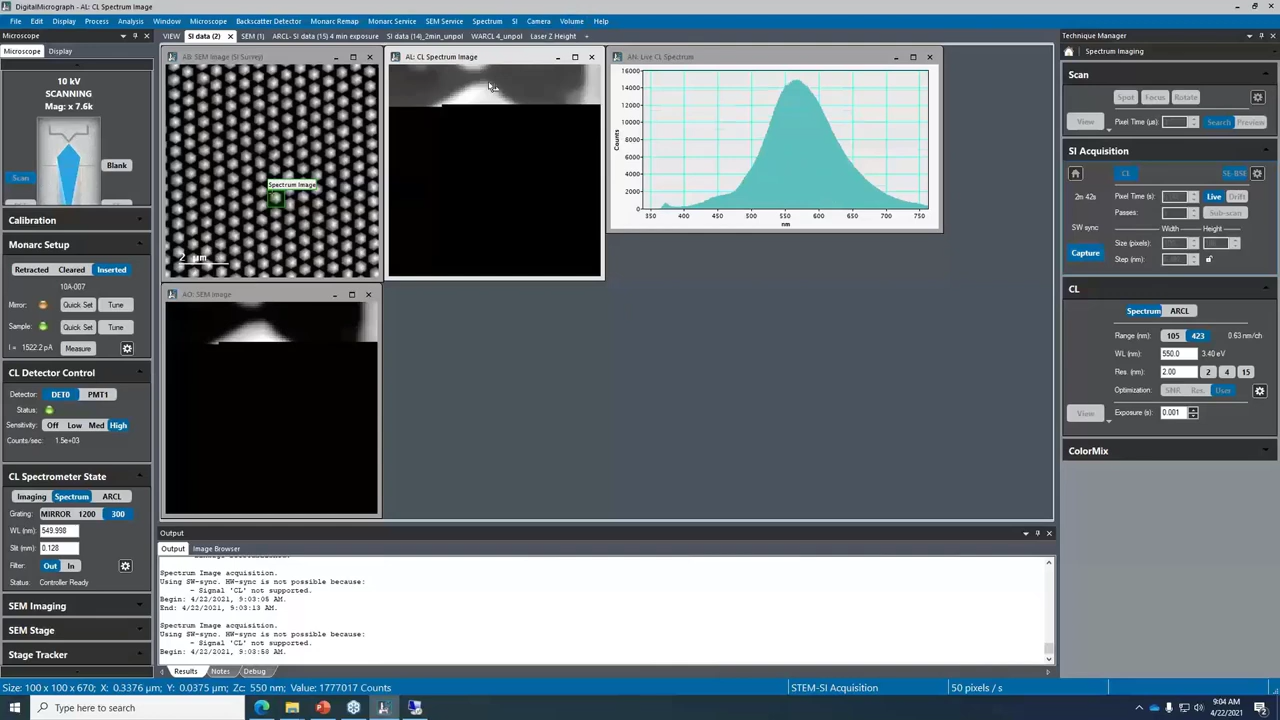 DigitalMicrograph - AL: CL Spectrum Image
File Edit Display Process Analysis Window Microscope Backscatter Detector Monarc Remap Monarc Service SEM Service Spectrum SI Camera Volume Help
Microscope
VIEW SI data (2) SEM (1) ARCL- SI data (15) 4 min exposure SI data (14)_2min_unpol WARCL 4_unpol Laser Z Height +
Technique Manager
Microscope Display
Spectrum Imaging
10 kV
SCANNING
Mag: x 7.6k
Scan
Blank
Calibration
Monarc Setup
Retracted Cleared Inserted
10A-007
Mirror: Quick Set Tune
Sample: Quick Set Tune
I = 1522.2 pA Measure
CL Detector Control
Detector: DET0 PMT1
Status:
Sensitivity: Off Low Med High
Counts/sec: 1.5e+03
CL Spectrometer State
Imaging Spectrum ARCL
Grating: MIRROR 1200 300
WL (nm): 549.998
Slit (nm): 0.128
Filter: Out In
Status: Controller Ready
SEM Imaging
SEM Stage
Stage Tracker
AB: SEM Image (SI Survey)
Spectrum Image
2 µm
AL: CL Spectrum Image
AN: Live CL Spectrum
16000
14000
12000
10000
8000
6000
4000
2000
0
Counts
350 400 450 500 550 600 650 700 750
nm
AO: SEM Image
Output
Output Image Browser
Spectrum Image acquisition.
Using SW-sync. HW-sync is not possible because:
- Signal 'CL' not supported.
Begin: 4/22/2021, 9:03:05 AM.
End: 4/22/2021, 9:03:13 AM.
Spectrum Image acquisition.
Using SW-sync. HW-sync is not possible because:
- Signal 'CL' not supported.
Begin: 4/22/2021, 9:03:58 AM.
Results Notes Debug
Scan
Spot Focus Rotate
View Pixel Time (µs): Search Preview
SI Acquisition
CL SE-BSE
2m 42s Pixel Time (s): Live Drift
Passes: Sub-scan
SW sync Width Height
Capture Size (pixels):
Step (nm):
CL
Spectrum ARCL
Range (nm): 105 423 0.63 nm/ch
WL (nm): 550.0 3.40 eV
Res. (nm): 2.00 2 4 15
Optimization: SNR Res. User
View Exposure (s): 0.001
ColorMix
Size: 100 x 100 x 670; X: 0.3376 µm; Y: 0.0375 µm; Zc: 550 nm; Value: 1777017 Counts
STEM-SI Acquisition 50 pixels / s
Type here to search
9:04 AM
4/22/2021
2